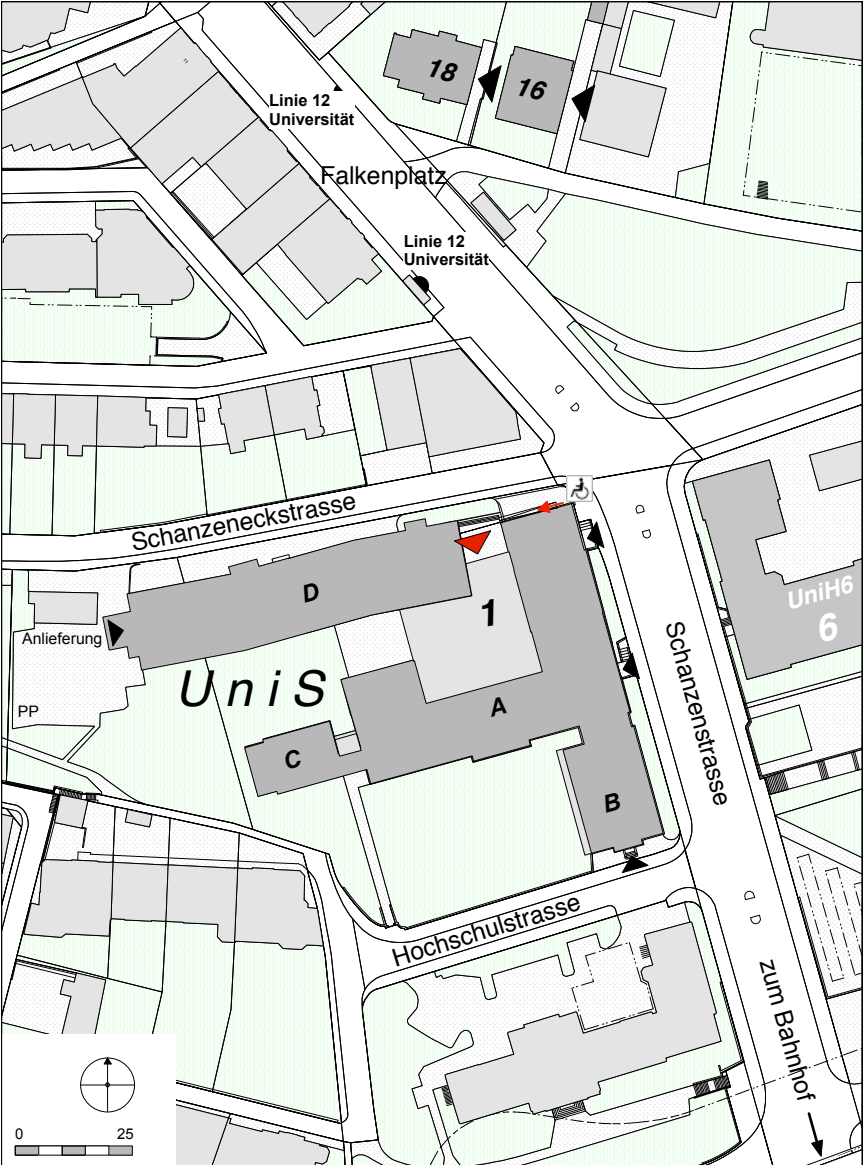 18
16
Linie 12
Universität
Falkenplatz
Linie 12
Universität
Schanzeneckstrasse
D
1
UniH6
6
Anlieferung
UniS
Schanzenstrasse
A
PP
C
B
Hochschulstrasse
zum Bahnhof
0 25